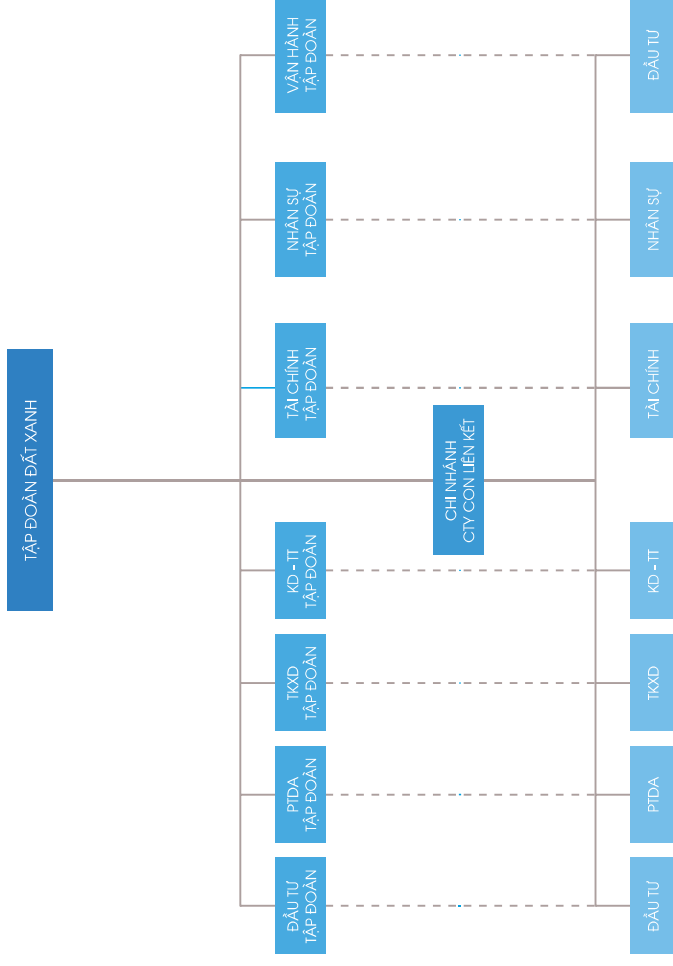 TẬP ĐOÀN ĐẤT XANH
ĐẦU TƯ
TẬP ĐOÀN
PTDA
TẬP ĐOÀN
TKXD
TẬP ĐOÀN
KD - TT
TẬP ĐOÀN
TÀI CHÍNH
TẬP ĐOÀN
NHÂN SỰ
TẬP ĐOÀN
VẬN HÀNH
TẬP ĐOÀN
CHI NHÁNH
CTY CON LIÊN KẾT
ĐẦU TƯ
PTDA
TKXD
KD - TT
TÀI CHÍNH
NHÂN SỰ
ĐẦU TƯ